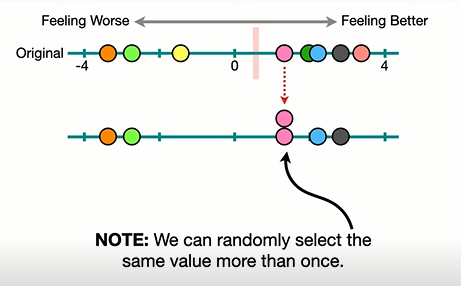 Feeling Worse Feeling Better
Original
-4 0 4
NOTE: We can randomly select the
same value more than once.